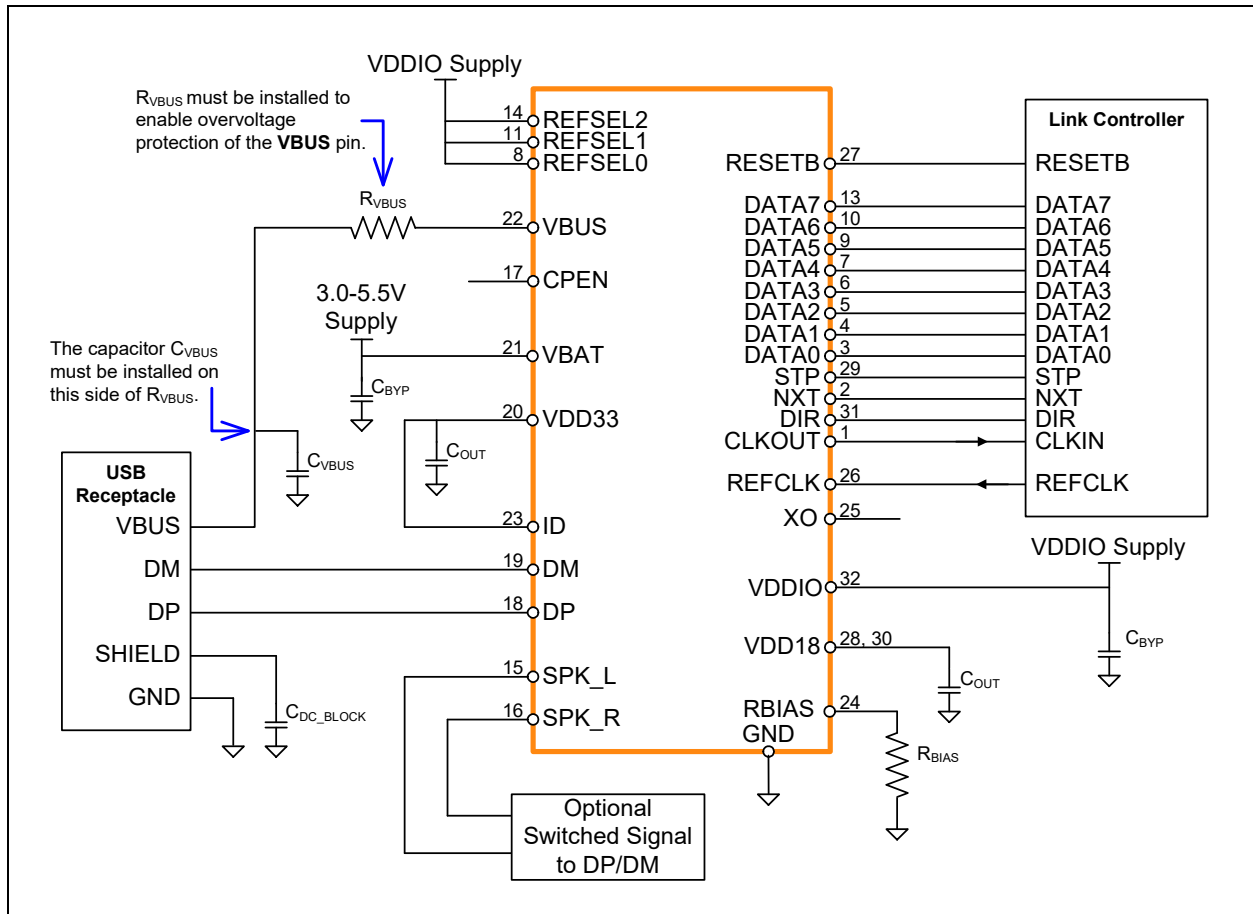 VDDIO Supply
RVBUS must be installed to
enable overvoltage
protection of the VBUS pin.
RVBUS
14
11
8
REFSEL2
REFSEL1
REFSEL0
22
VBUS
17
CPEN
3.0-5.5V
Supply
21
VBAT
CBYP
The capacitor CVBUS
must be installed on
this side of RVBUS.
20
VDD33
COUT
CVBUS
23
ID
19
DM
18
DP
15
SPK_L
16
SPK_R
USB
Receptacle
VBUS
DM
DP
SHIELD
GND
CDC_BLOCK
Optional
Switched Signal
to DP/DM
RESETB
27
DATA7
13
DATA6
10
DATA5
9
DATA4
7
DATA3
6
DATA2
5
DATA1
4
DATA0
3
STP
29
NXT
2
DIR
31
CLKOUT
1
REFCLK
26
XO
25
VDDIO
32
VDD18
28, 30
COUT
RBIAS
24
GND
RBIAS
Link Controller
RESETB
DATA7
DATA6
DATA5
DATA4
DATA3
DATA2
DATA1
DATA0
STP
NXT
DIR
CLKIN
REFCLK
VDDIO Supply
CBYP